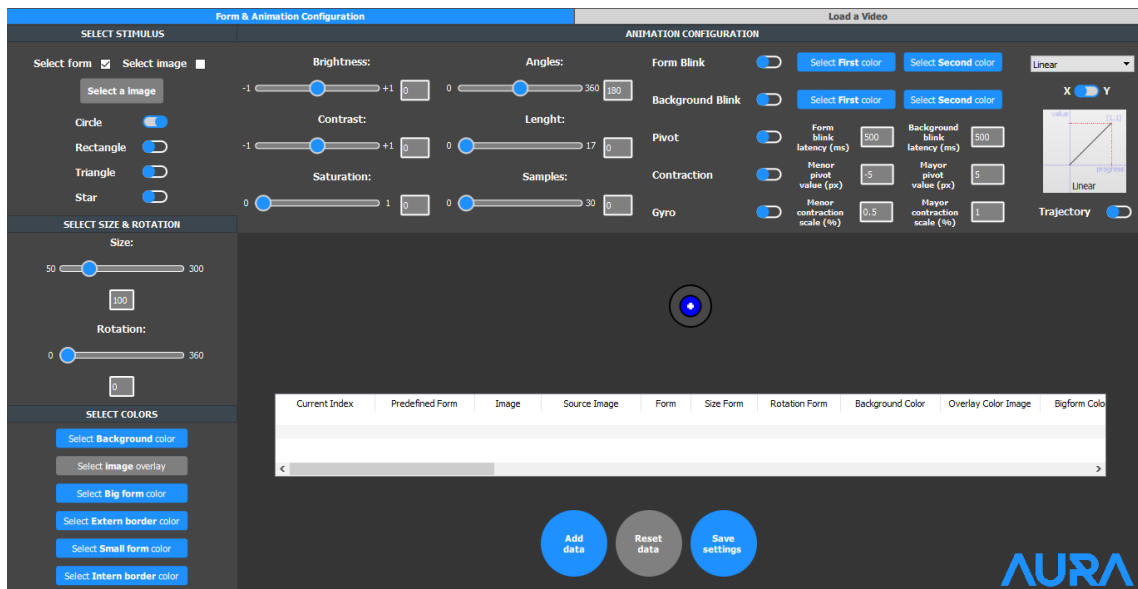 Form & Animation Configuration
Load a Video
SELECT STIMULUS
Select form
Select image
Select a image
Circle
Rectangle
Triangle
Star
SELECT SIZE & ROTATION
Size:
50
300
100
Rotation:
0
360
0
SELECT COLORS
Select Background color
Select image overlay
Select Big form color
Select Extern border color
Select Small form color
Select Intern border color
ANIMATION CONFIGURATION
Brightness:
-1
+1
0
Contrast:
-1
+1
0
Saturation:
0
1
0
Angles:
0
360
180
Lenght:
0
17
0
Samples:
0
30
0
Form Blink
Select First color
Select Second color
Background Blink
Select First color
Select Second color
Pivot
Form
blink
latency (ms)
500
Background
blink
latency (ms)
500
Contraction
Menor
pivot
value (px)
-5
Mayor
pivot
value (px)
5
Gyro
Menor
contraction
scale (%)
0.5
Mayor
contraction
scale (%)
1
Linear
X
Y
value
(1,1)
progress
Linear
Trajectory
Current Index
Predefined Form
Image
Source Image
Form
Size Form
Rotation Form
Background Color
Overlay Color Image
Bigform Colo
Add
data
Reset
data
Save
settings
AURA